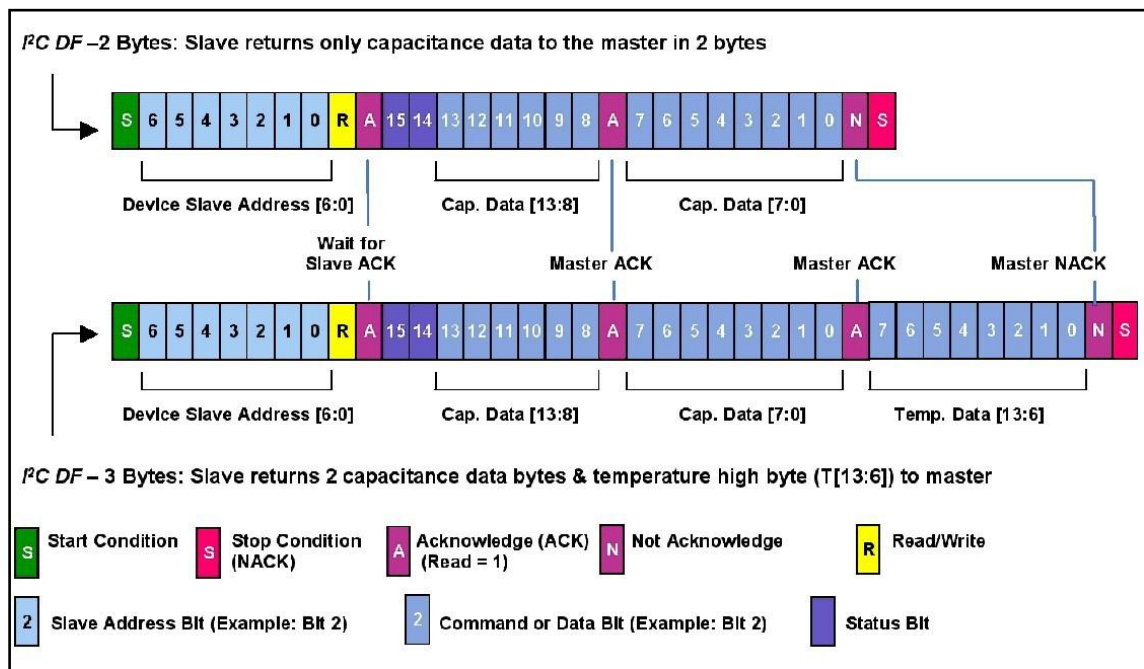 I²C DF –2 Bytes: Slave returns only capacitance data to the master in 2 bytes
S 6 5 4 3 2 1 0 R A 15 14 13 12 11 10 9 8 A 7 6 5 4 3 2 1 0 N S
Device Slave Address [6:0] Cap. Data [13:8] Cap. Data [7:0]
Wait for
Slave ACK Master ACK Master ACK Master NACK
S 6 5 4 3 2 1 0 R A 15 14 13 12 11 10 9 8 A 7 6 5 4 3 2 1 0 A 7 6 5 4 3 2 1 0 N S
Device Slave Address [6:0] Cap. Data [13:8] Cap. Data [7:0] Temp. Data [13:6]
I²C DF – 3 Bytes: Slave returns 2 capacitance data bytes & temperature high byte (T[13:6]) to master
S Start Condition S Stop Condition A Acknowledge (ACK) N Not Acknowledge R Read/Write
(NACK) (Read = 1)
2 Slave Address Bit (Example: Bit 2) 2 Command or Data Bit (Example: Bit 2) Status Bit